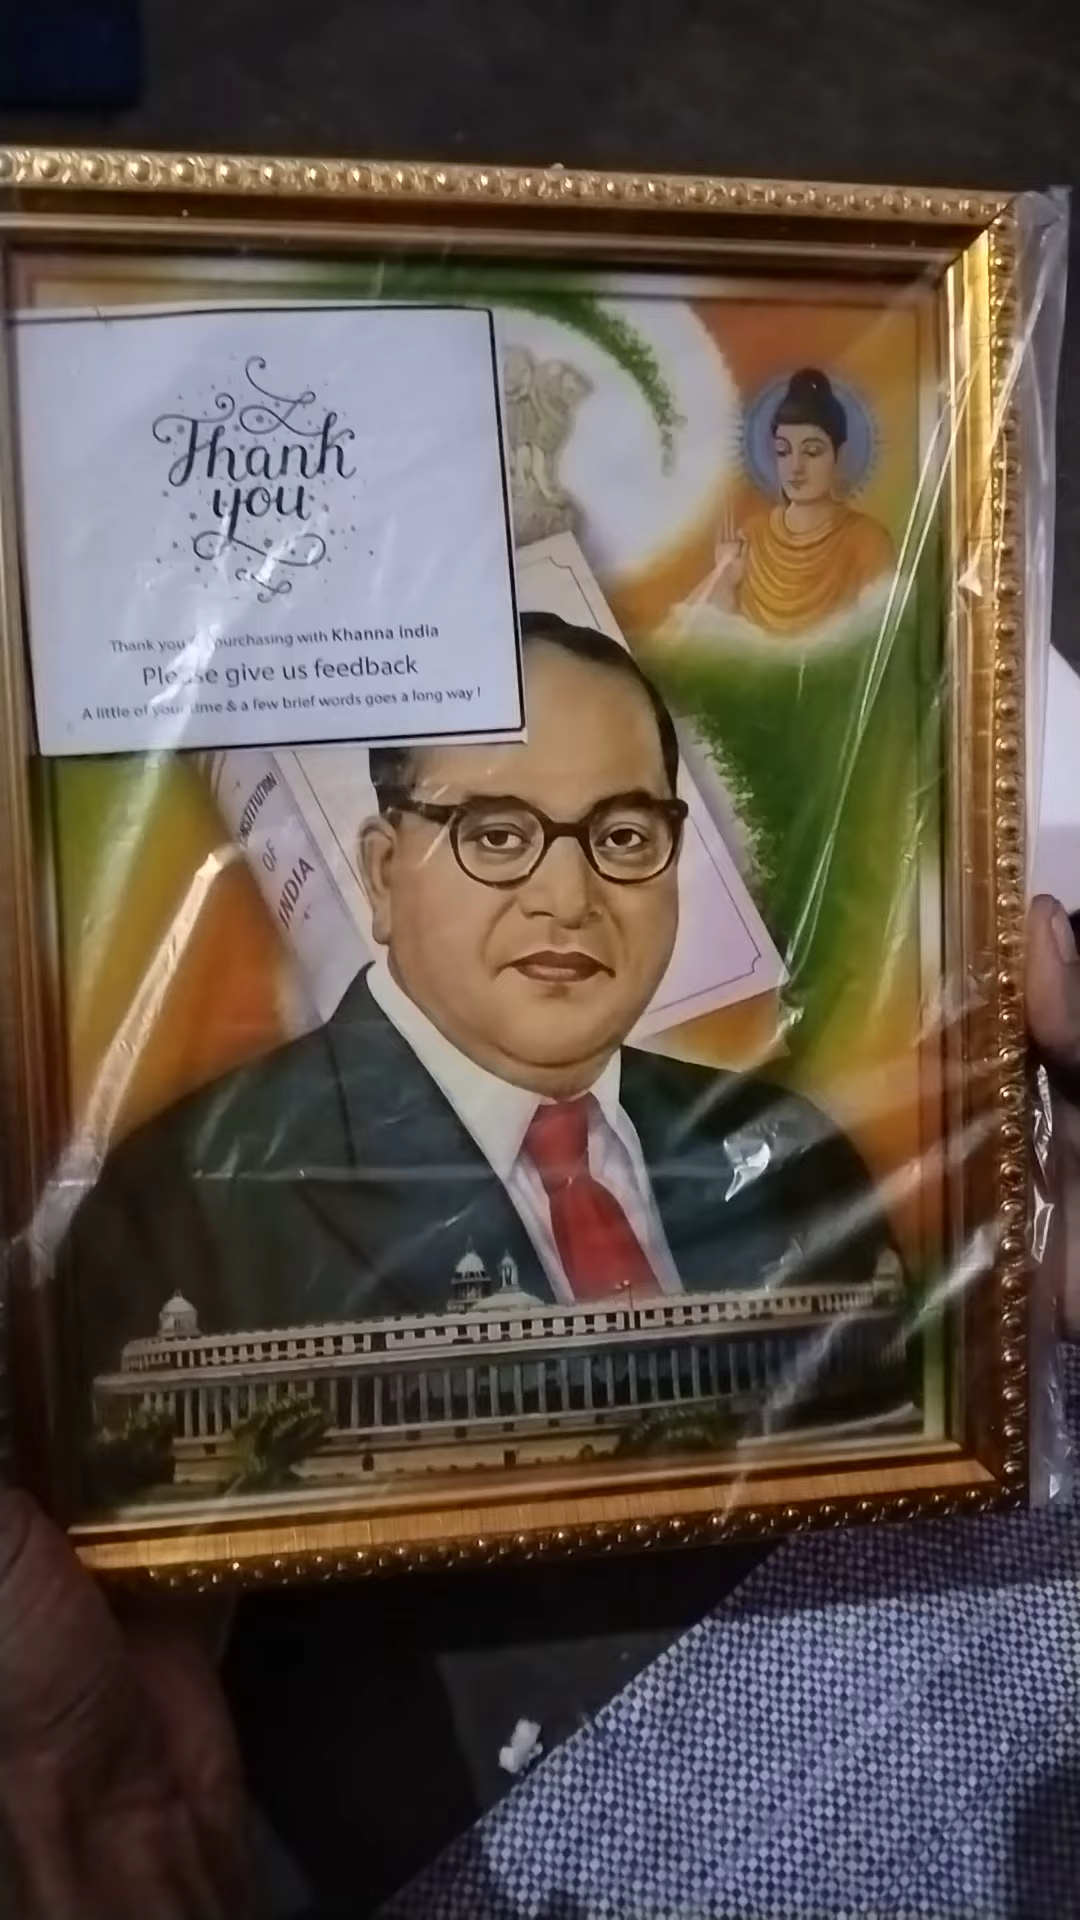 Thank
you
Thank you purchasing with Khanna india
Please give us feedback
A little of your time & a few brief words goes a long way !
CONSTITUTION
OF
INDIA